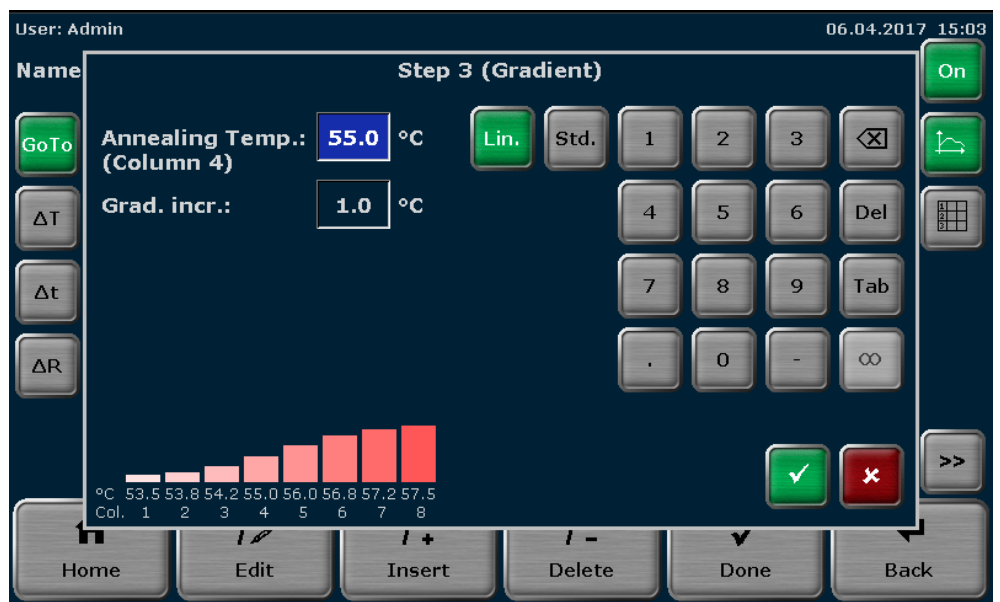 User: Admin 06.04.2017 15:03
Name Step 3 (Gradient) On
GoTo Annealing Temp.: 55.0 °C Lin. Std. 1 2 3
(Column 4)
ΔT Grad. incr.: 1.0 °C 4 5 6 Del
1
2
3
Δt 7 8 9 Tab
ΔR . 0 - ∞
>>
°C 53.5 53.8 54.2 55.0 56.0 56.8 57.2 57.5
Col. 1 2 3 4 5 6 7 8
Home Edit Insert Delete Done Back